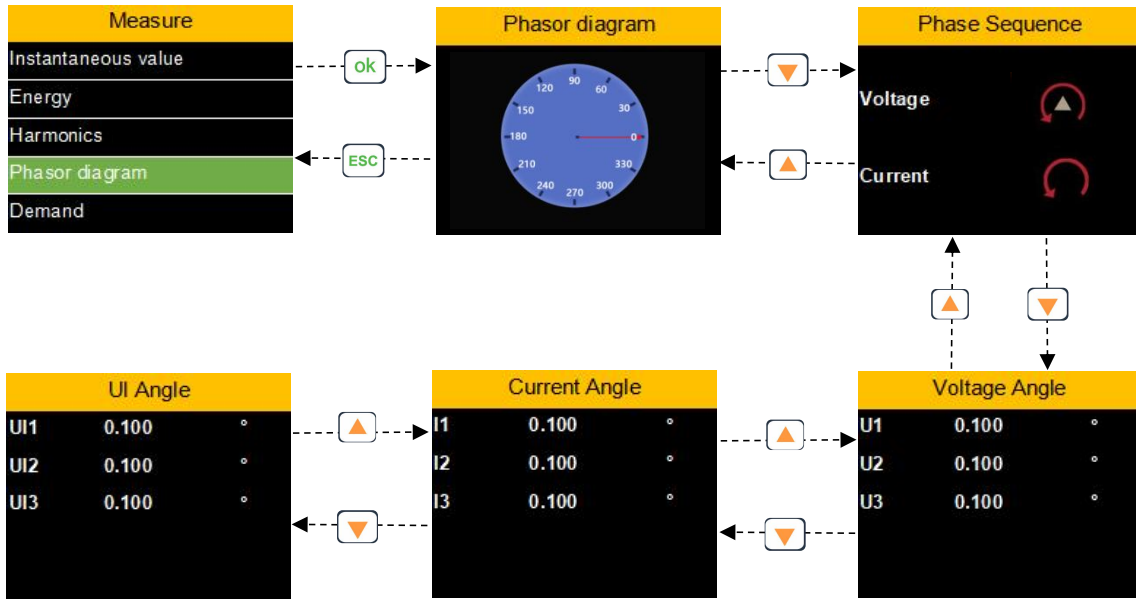 Measure
Instantaneous value
Energy
Harmonics
Phasor diagram
Demand
ok
ESC
Phasor diagram
90
120 60
150 30
180 0
210 330
240 300
270
Phase Sequence
Voltage
Current
UI Angle
UI1 0.100 °
UI2 0.100 °
UI3 0.100 °
Current Angle
I1 0.100 °
I2 0.100 °
I3 0.100 °
Voltage Angle
U1 0.100 °
U2 0.100 °
U3 0.100 °